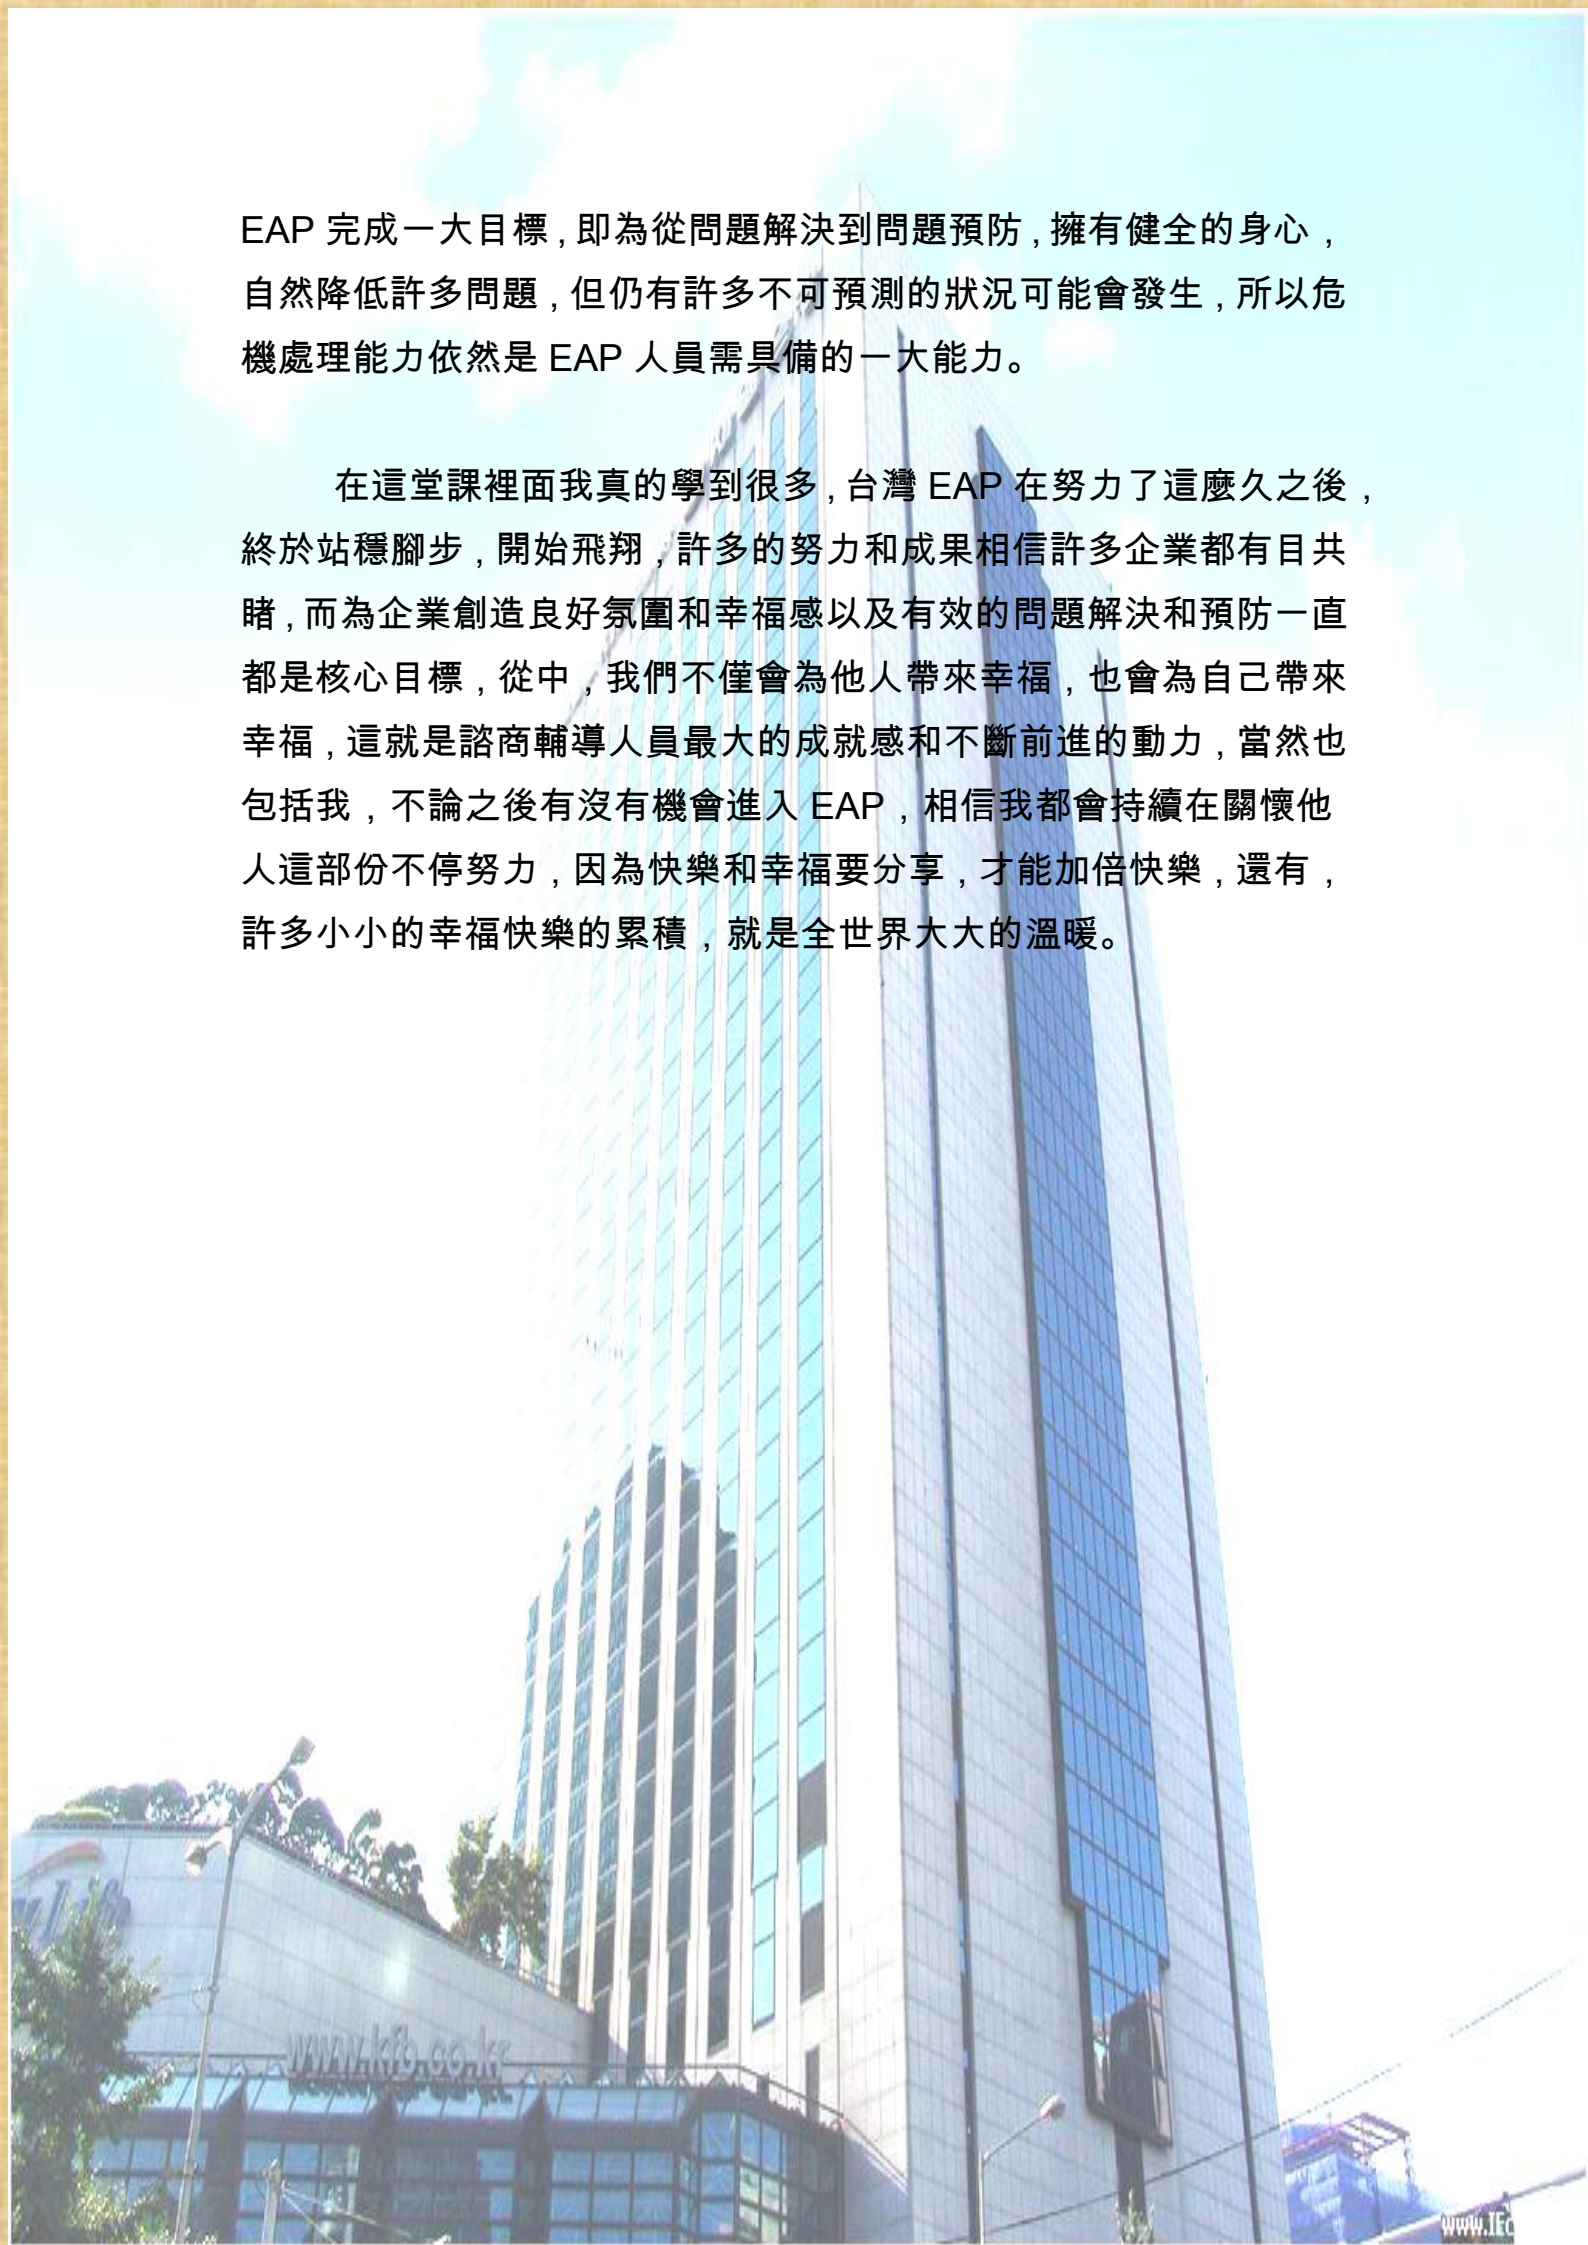 EAP 完成一大目標，即為從問題解決到問題預防，擁有健全的身心，
自然降低許多問題，但仍有許多不可預測的狀況可能會發生，所以危
機處理能力依然是 EAP 人員需具備的一大能力。
在這堂課裡面我真的學到很多，台灣 EAP 在努力了這麼久之後，
終於站穩腳步，開始飛翔，許多的努力和成果相信許多企業都有目共
睹，而為企業創造良好氛圍和幸福感以及有效的問題解決和預防一直
都是核心目標，從中，我們不僅會為他人帶來幸福，也會為自己帶來
幸福，這就是諮商輔導人員最大的成就感和不斷前進的動力，當然也
包括我，不論之後有沒有機會進入 EAP，相信我都會持續在關懷他
人這部份不停努力，因為快樂和幸福要分享，才能加倍快樂，還有，
許多小小的幸福快樂的累積，就是全世界大大的溫暖。
www.kfb.co.kr
www.IEc